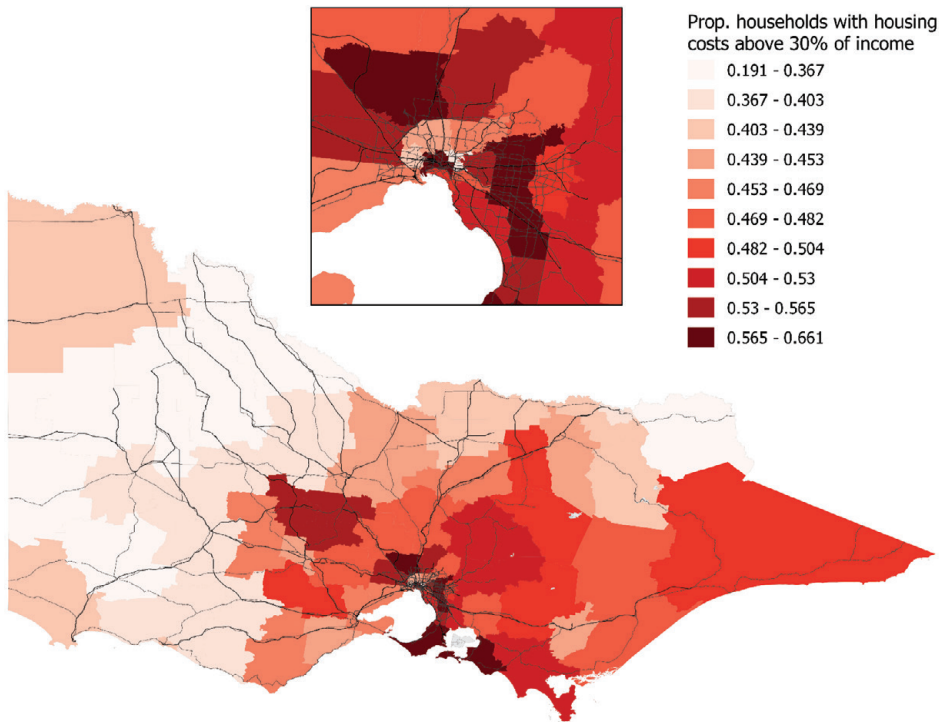 Prop. households with housing
costs above 30% of income
0.191 - 0.367
0.367 - 0.403
0.403 - 0.439
0.439 - 0.453
0.453 - 0.469
0.469 - 0.482
0.482 - 0.504
0.504 - 0.53
0.53 - 0.565
0.565 - 0.661